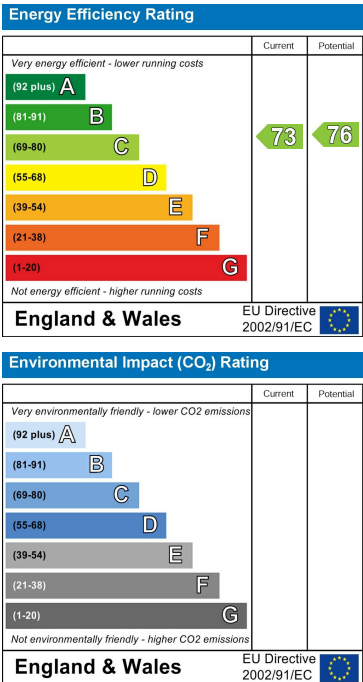 Energy Efficiency Rating
Current Potential
Very energy efficient - lower running costs
(92 plus) A
(81-91) B
(69-80) C
73 76
(55-68) D
(39-54) E
(21-38) F
(1-20) G
Not energy efficient - higher running costs
England & Wales
EU Directive
2002/91/EC
Environmental Impact (CO₂) Rating
Current Potential
Very environmentally friendly - lower CO2 emissions
(92 plus) A
(81-91) B
(69-80) C
(55-68) D
(39-54) E
(21-38) F
(1-20) G
Not environmentally friendly - higher CO2 emissions
England & Wales
EU Directive
2002/91/EC